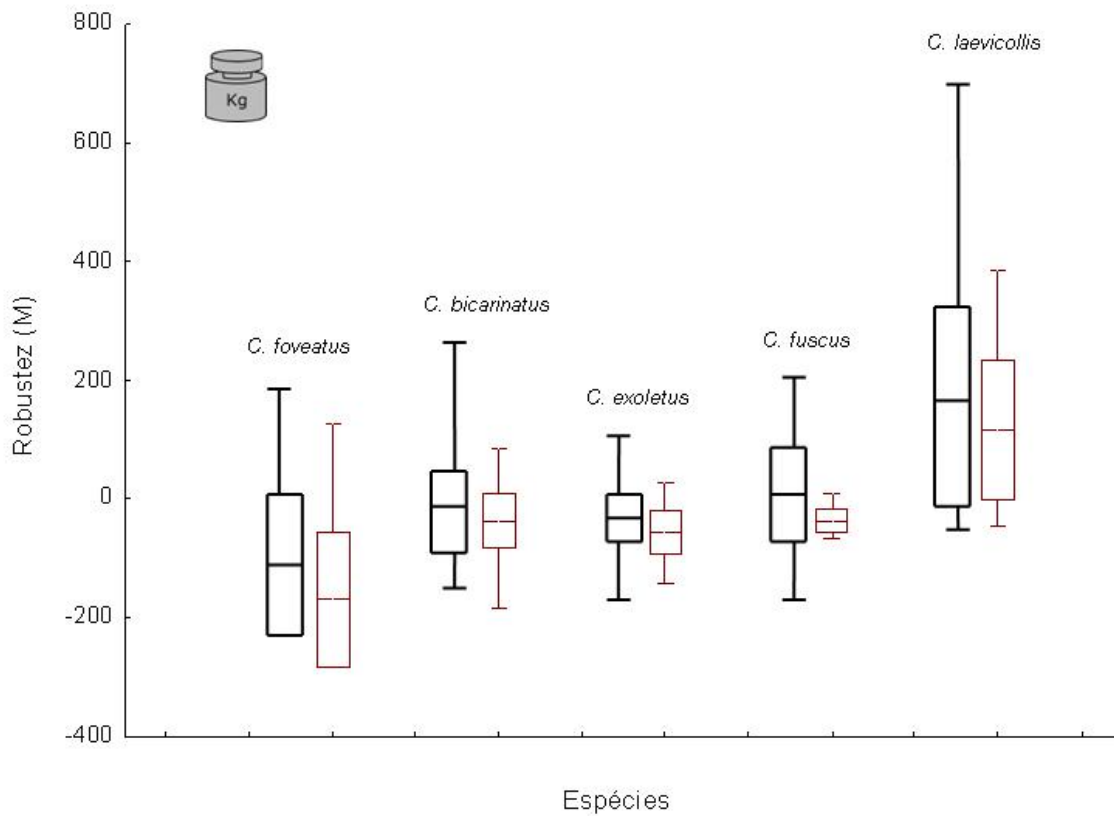 800
Kg
C. laevicollis
600
400
C. bicarinatus
C. foveatus
C. fuscus
C. exoletus
200
0
-200
-400
Robustez (M)
Espécies